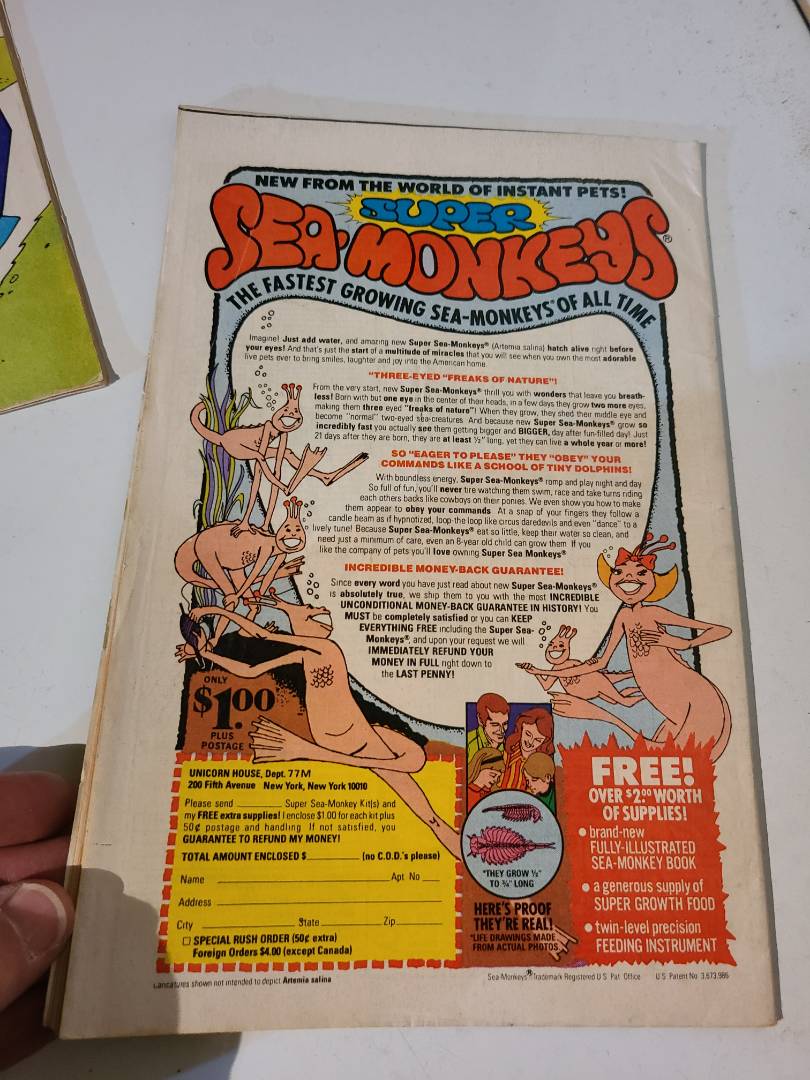 NEW FROM THE WORLD OF INSTANT PETS!
SUPER
SEA-MONKEYS®
THE FASTEST GROWING SEA-MONKEYS® OF ALL TIME
Imagine! Just add water, and amazing new Super Sea-Monkeys® (Artemia salina) hatch alive right before
your eyes! And that's just the start of a multitude of miracles that you will see when you own the most adorable
live pets ever to bring smiles, laughter and joy into the American home.
"THREE-EYED "FREAKS OF NATURE"!
From the very start, new Super Sea-Monkeys® thrill you with wonders that leave you breath-
less! Born with but one eye in the center of their heads, in a few days they grow two more eyes,
making them three eyed "freaks of nature"! When they grow, they shed their middle eye and
become "normal" two-eyed sea-creatures. And because new Super Sea-Monkeys® grow so
incredibly fast you actually see them getting bigger and BIGGER, day after fun-filled day! Just
21 days after they are born, they are at least ½" long, yet they can live a whole year or more!
SO "EAGER TO PLEASE" THEY "OBEY" YOUR
COMMANDS LIKE A SCHOOL OF TINY DOLPHINS!
With boundless energy, Super Sea-Monkeys® romp and play night and day
So full of fun, you'll never tire watching them swim, race and take turns riding
each others backs like cowboys on their ponies. We even show you how to make
them appear to obey your commands. At a snap of your fingers they follow a
candle beam as if hypnotized, loop-the loop like circus daredevils and even "dance" to a
lively tune! Because Super Sea-Monkeys® eat so little, keep their water so clean, and
need just a minimum of care, even an 8-year old child can grow them. If you
like the company of pets you'll love owning Super Sea Monkeys®
INCREDIBLE MONEY-BACK GUARANTEE!
Since every word you have just read about new Super Sea-Monkeys®
is absolutely true, we ship them to you with the most INCREDIBLE
UNCONDITIONAL MONEY-BACK GUARANTEE IN HISTORY! You
MUST be completely satisfied or you can KEEP
EVERYTHING FREE including the Super Sea-
Monkeys®, and upon your request we will
IMMEDIATELY REFUND YOUR
MONEY IN FULL right down to
the LAST PENNY!
ONLY
$1.00
PLUS
POSTAGE
UNICORN HOUSE, Dept. 77M
200 Fifth Avenue New York, New York 10010
Please send ________ Super Sea-Monkey Kit(s) and
my FREE extra supplies! I enclose $1.00 for each kit plus
50¢ postage and handling. If not satisfied, you
GUARANTEE TO REFUND MY MONEY!
TOTAL AMOUNT ENCLOSED $________ (no C.O.D.'s please)
Name ________ Apt No ____
Address ________
City ________ State ________ Zip ________
☐ SPECIAL RUSH ORDER (50¢ extra)
Foreign Orders $4.00 (except Canada)
"THEY GROW ½"
TO ¾" LONG
HERE'S PROOF
THEY'RE REAL!
*LIFE DRAWINGS MADE
FROM ACTUAL PHOTOS
FREE!
OVER $2.00 WORTH
OF SUPPLIES!
• brand-new
FULLY-ILLUSTRATED
SEA-MONKEY BOOK
• a generous supply of
SUPER GROWTH FOOD
• twin-level precision
FEEDING INSTRUMENT
Caricatures shown not intended to depict Artemia salina
Sea-Monkeys® Trademark Registered U.S. Pat. Office U.S. Patent No. 3,673,986